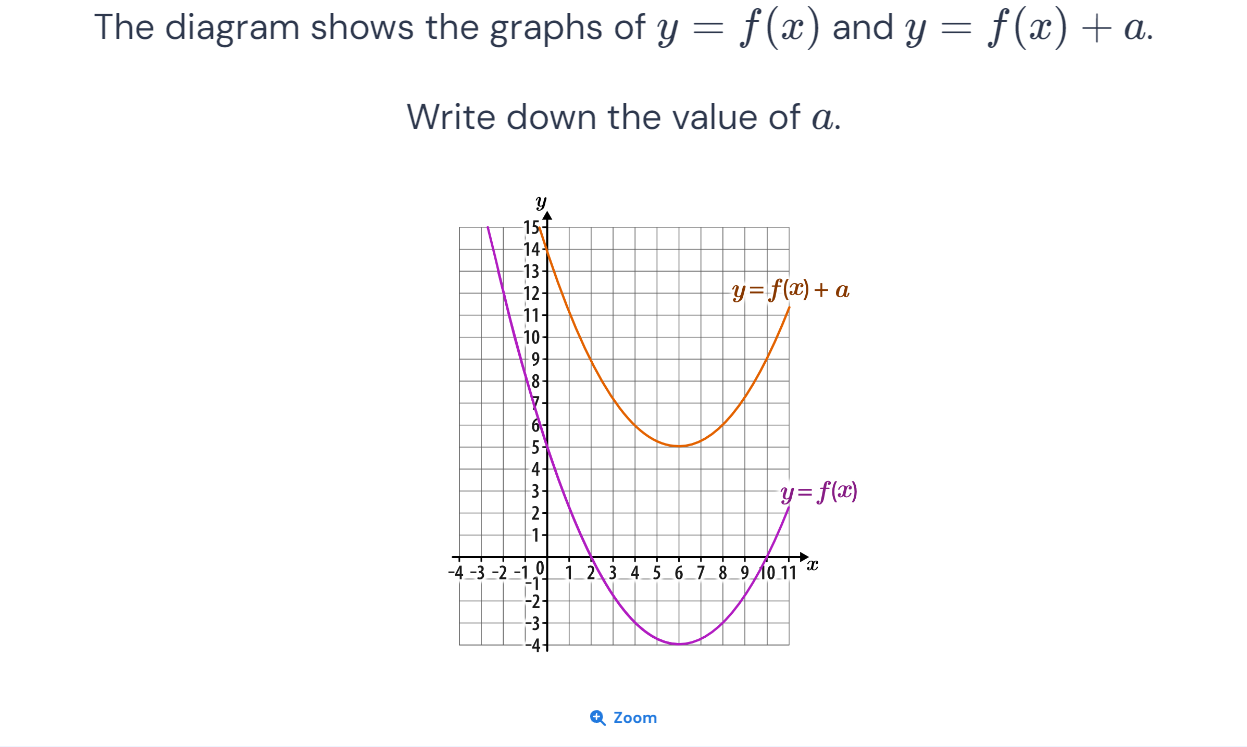 The diagram shows the graphs of y = f(x) and y = f(x) + a.
Write down the value of a.
y
15
14
13
12
11
10
9
8
7
6
5
4
3
2
1
-4 -3 -2 -1 0 1 2 3 4 5 6 7 8 9 10 11 x
-1
-2
-3
-4
y = f(x) + a
y = f(x)
Zoom